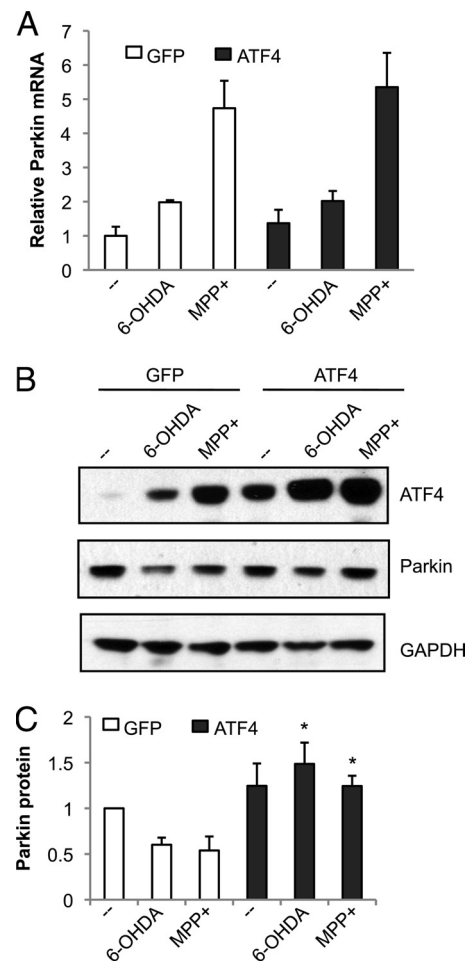 A
GFP ATF4
Relative Parkin mRNA
7
6
5
4
3
2
1
0
-- 6-OHDA MPP+ -- 6-OHDA MPP+
B
GFP ATF4
-- 6-OHDA MPP+ -- 6-OHDA MPP+
ATF4
Parkin
GAPDH
C
GFP ATF4
Parkin protein
2
1.5
1
0.5
0
* *
-- 6-OHDA MPP+ -- 6-OHDA MPP+